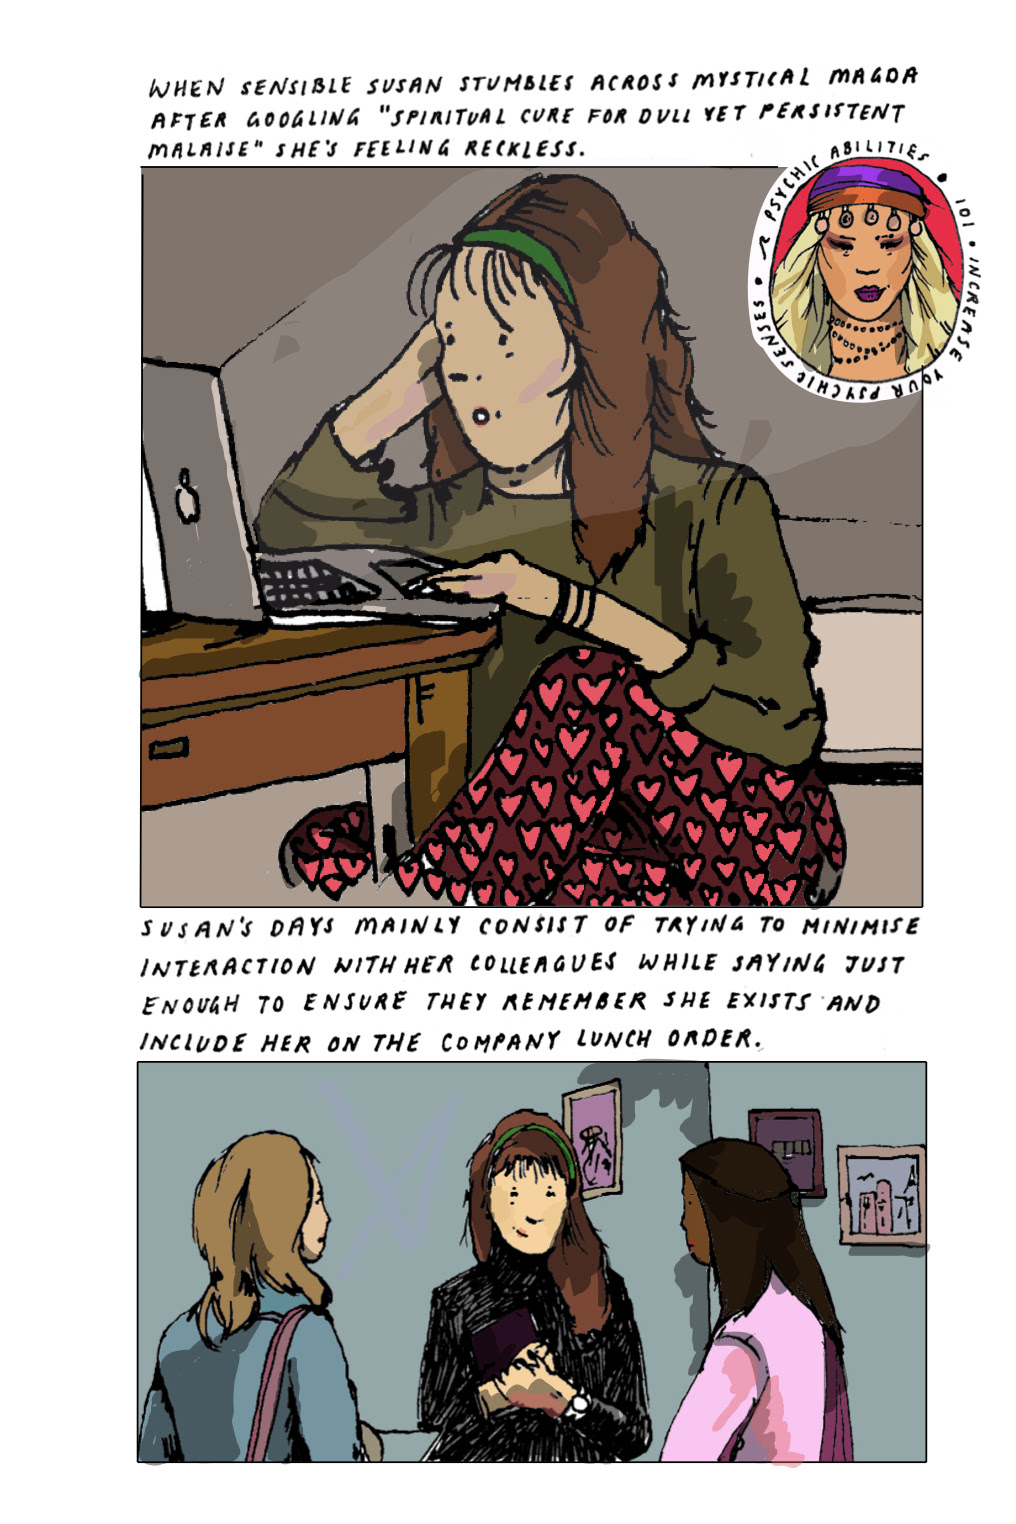 WHEN SENSIBLE SUSAN STUMBLES ACROSS MYSTICAL MAGDA
AFTER GOOGLING "SPIRITUAL CURE FOR DULL YET PERSISTENT
MALAISE" SHE'S FEELING RECKLESS.
PSYCHIC ABILITIES • 101 • INCREASE YOUR PSYCHIC SENSES •
SUSAN'S DAYS MAINLY CONSIST OF TRYING TO MINIMISE
INTERACTION WITH HER COLLEAGUES WHILE SAYING JUST
ENOUGH TO ENSURE THEY REMEMBER SHE EXISTS AND
INCLUDE HER ON THE COMPANY LUNCH ORDER.